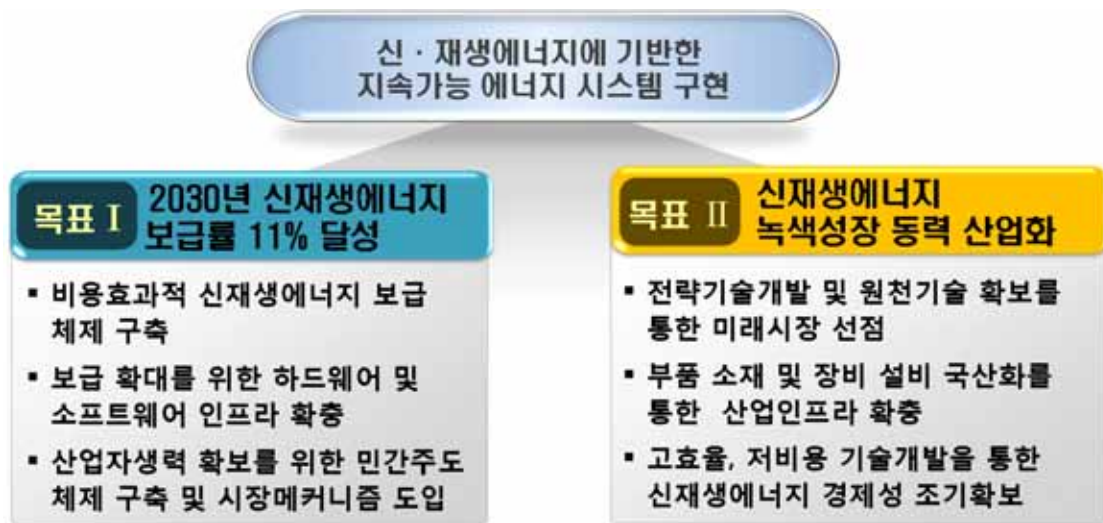 신 · 재생에너지에 기반한
지속가능 에너지 시스템 구현
목표 Ⅰ
2030년 신재생에너지
보급률 11% 달성
▪ 비용효과적 신재생에너지 보급
체제 구축
▪ 보급 확대를 위한 하드웨어 및
소프트웨어 인프라 확충
▪ 산업자생력 확보를 위한 민간주도
체제 구축 및 시장메커니즘 도입
목표 Ⅱ
신재생에너지
녹색성장 동력 산업화
▪ 전략기술개발 및 원천기술 확보를
통한 미래시장 선점
▪ 부품 소재 및 장비 설비 국산화를
통한 산업인프라 확충
▪ 고효율, 저비용 기술개발을 통한
신재생에너지 경제성 조기확보